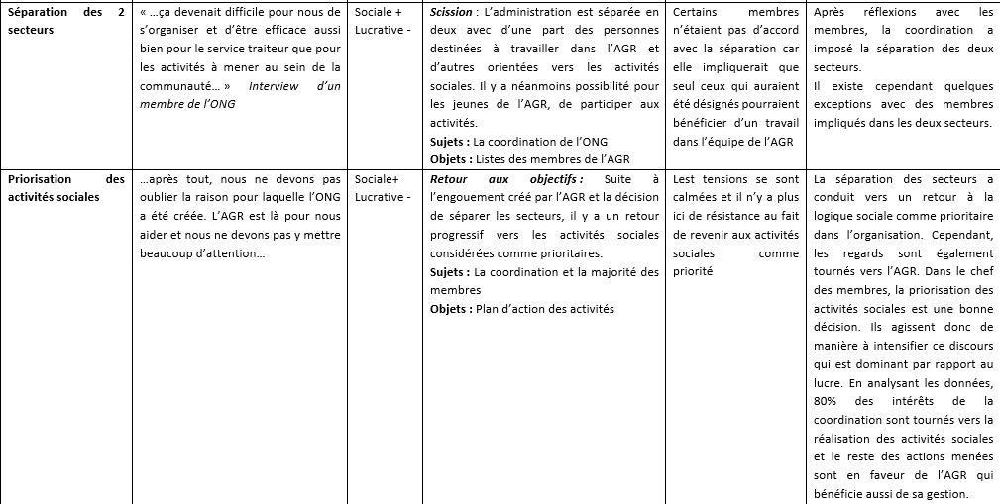 Séparation des 2
secteurs
« …ça devenait difficile pour nous de
s’organiser et d’être efficace aussi
bien pour le service traiteur que pour
les activités à mener au sein de la
communauté… » Interview d’un
membre de l’ONG
Sociale +
Lucrative -
Scission : L’administration est séparée en
deux avec d’une part des personnes
destinées à travailler dans l’AGR et
d’autres orientées vers les activités
sociales. Il y a néanmoins possibilité pour
les jeunes de l’AGR, de participer aux
activités.
Sujets : La coordination de l’ONG
Objets : Listes des membres de l’AGR
Certains membres
n’étaient pas d’accord
avec la séparation car
elle impliquerait que
seul ceux qui auraient
été désignés pourraient
bénéficier d’un travail
dans l’équipe de l’AGR
Après réflexions avec les
membres, la coordination a
imposé la séparation des deux
secteurs.
Il existe cependant quelques
exceptions avec des membres
impliqués dans les deux secteurs.
Priorisation des
activités sociales
…après tout, nous ne devons pas
oublier la raison pour laquelle l’ONG
a été créée. L’AGR est là pour nous
aider et nous ne devons pas y mettre
beaucoup d’attention…
Sociale+
Lucrative -
Retour aux objectifs : Suite à
l’engouement créé par l’AGR et la décision
de séparer les secteurs, il y a un retour
progressif vers les activités sociales
considérées comme prioritaires.
Sujets : La coordination et la majorité des
membres
Objets : Plan d’action des activités
Lest tensions se sont
calmées et il n’y a plus
ici de résistance au fait
de revenir aux activités
sociales comme
priorité
La séparation des secteurs a
conduit vers un retour à la
logique sociale comme prioritaire
dans l’organisation. Cependant,
les regards sont également
tournés vers l’AGR. Dans le chef
des membres, la priorisation des
activités sociales est une bonne
décision. Ils agissent donc de
manière à intensifier ce discours
qui est dominant par rapport au
lucre. En analysant les données,
80% des intérêts de la
coordination sont tournés vers la
réalisation des activités sociales
et le reste des actions menées
sont en faveur de l’AGR qui
bénéficie aussi de sa gestion.